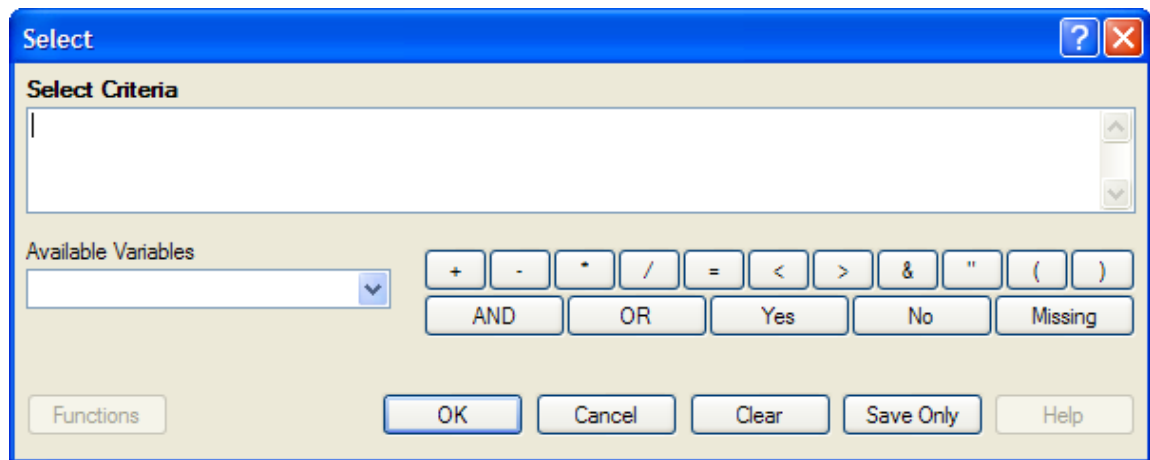 Select ?
Select Criteria
Available Variables
+ - * / = < > & " ( )
AND OR Yes No Missing
Functions OK Cancel Clear Save Only Help